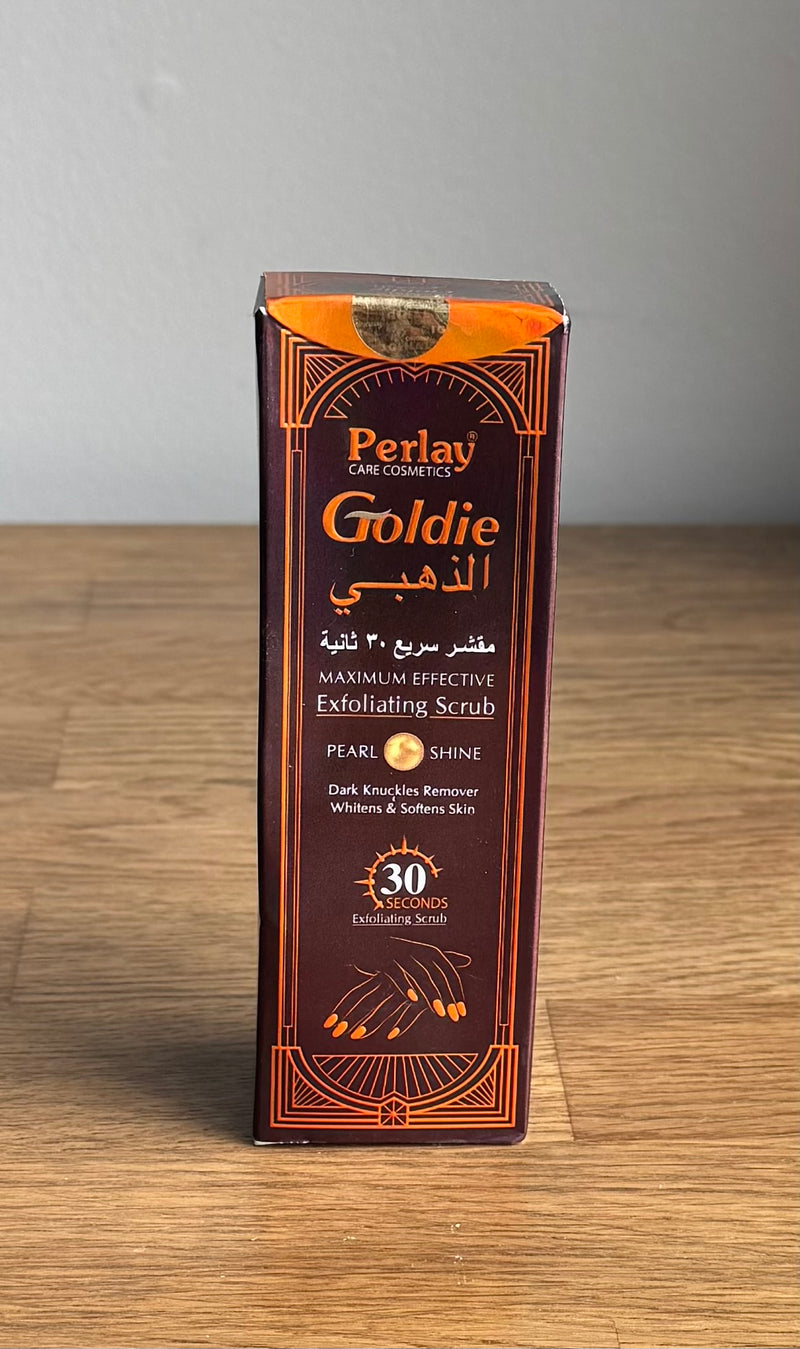 Perlay®
CARE COSMETICS
Goldie
الذهبي
مقشر سريع ٣٠ ثانية
MAXIMUM EFFECTIVE
Exfoliating Scrub
PEARL SHINE
Dark Knuckles Remover
Whitens & Softens Skin
30
SECONDS
Exfoliating Scrub